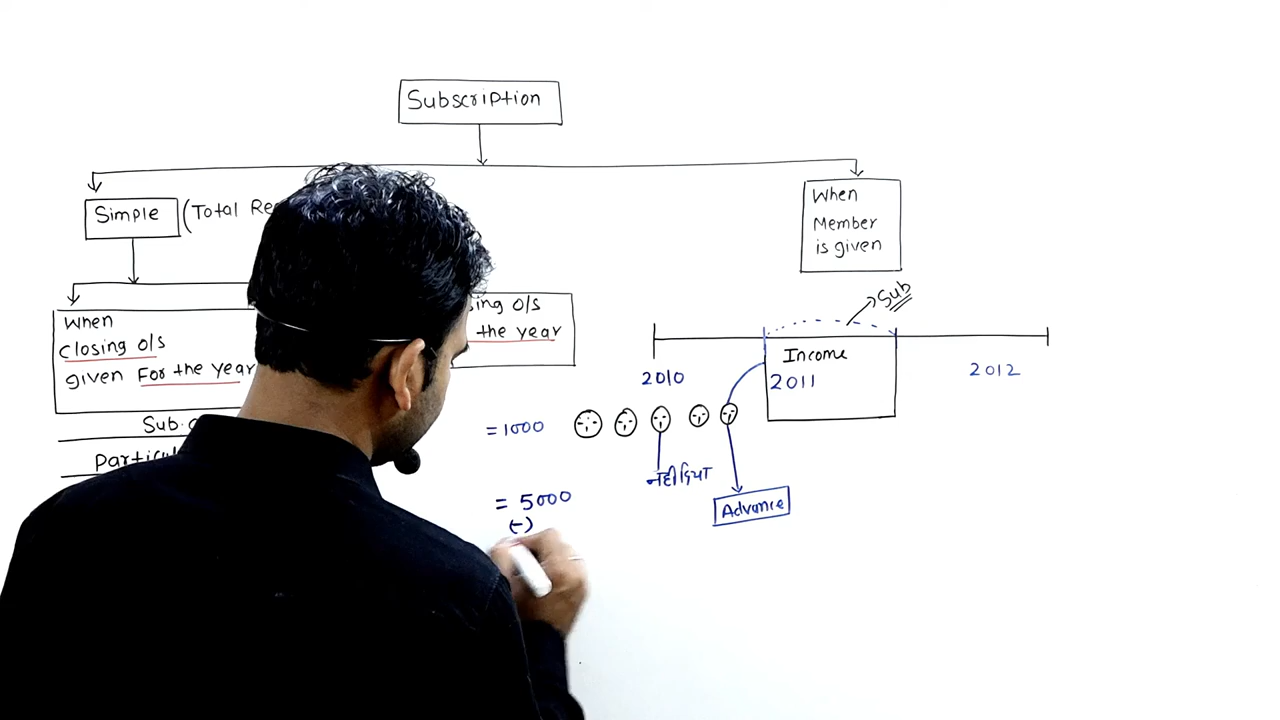 Subscription
Simple (Total Re
When
Member
is given
When
closing o/s
given For the year
sing o/s
the year
Sub.
Particul
Sub
Income
2010
2011
2012
= 1000
नहीं दिया
= 5000
(-)
Advance